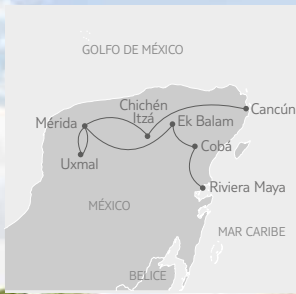 GOLFO DE MÉXICO
Chichén
Itzá
Cancún
Mérida
Ek Balam
Cobá
Uxmal
Riviera Maya
MÉXICO
MAR CARIBE
BELICE